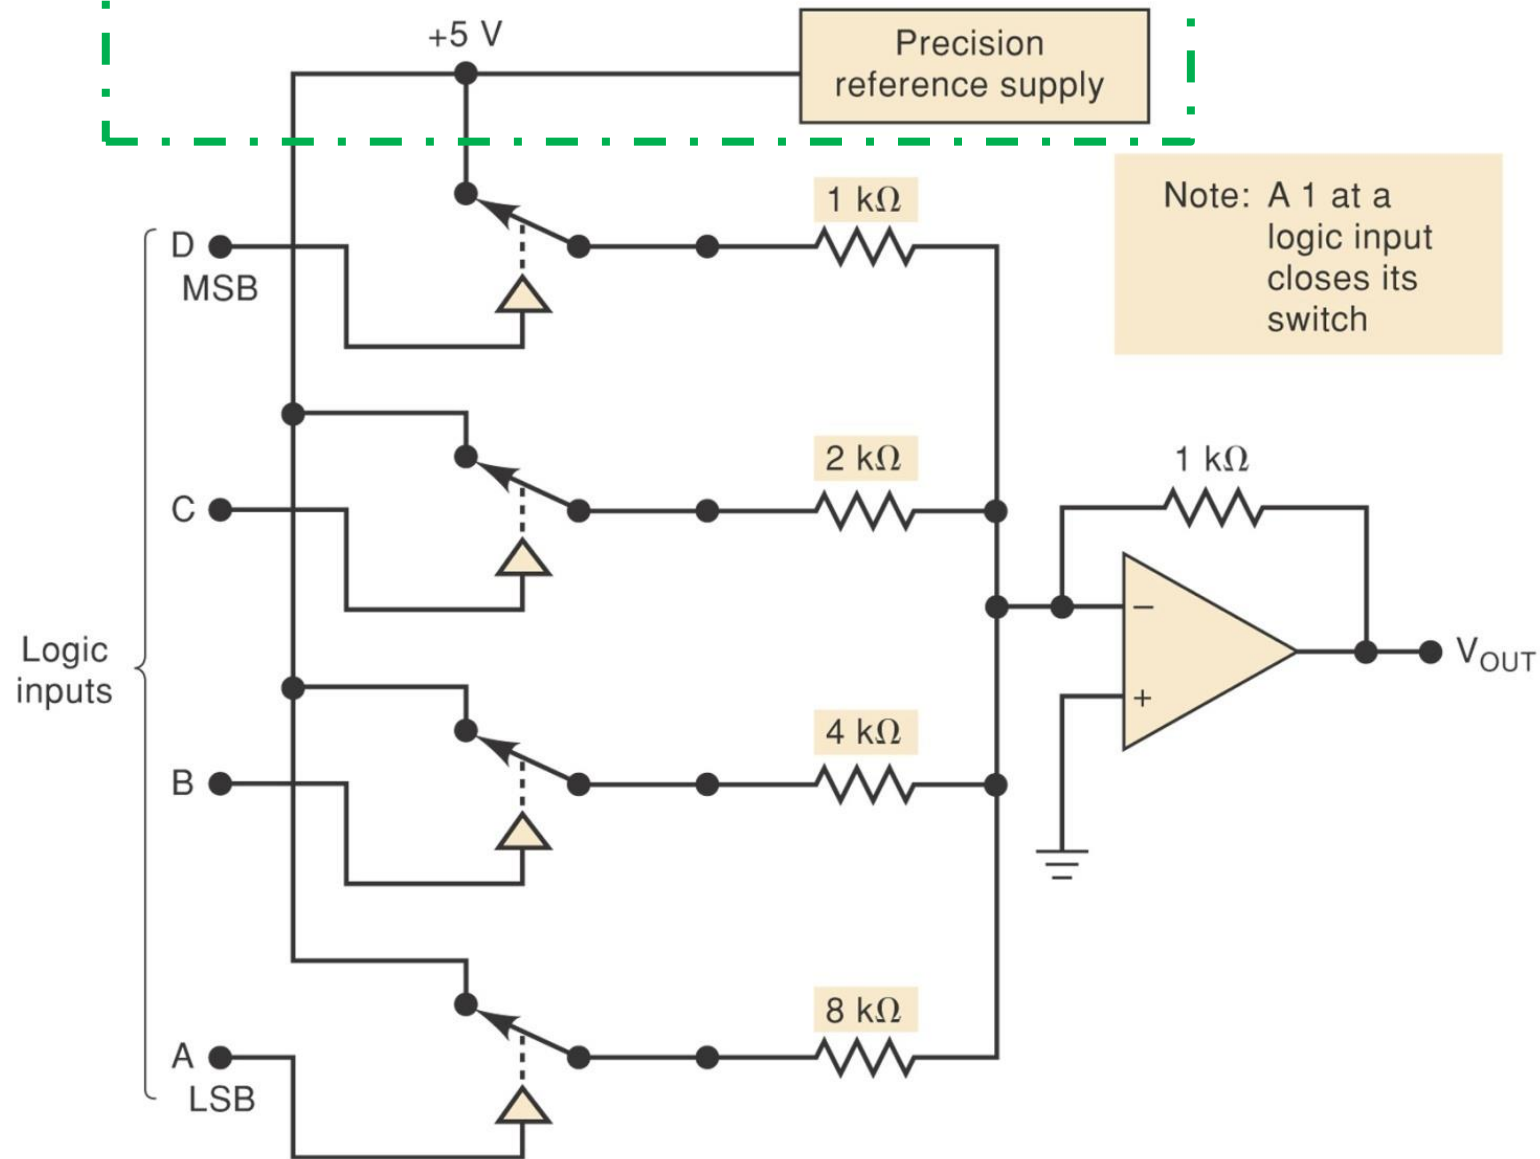 +5 V
Precision
reference supply
Note: A 1 at a
logic input
closes its
switch
1 kΩ
D
MSB
2 kΩ
1 kΩ
C
Logic
inputs
−
+
V_OUT
4 kΩ
B
8 kΩ
A
LSB